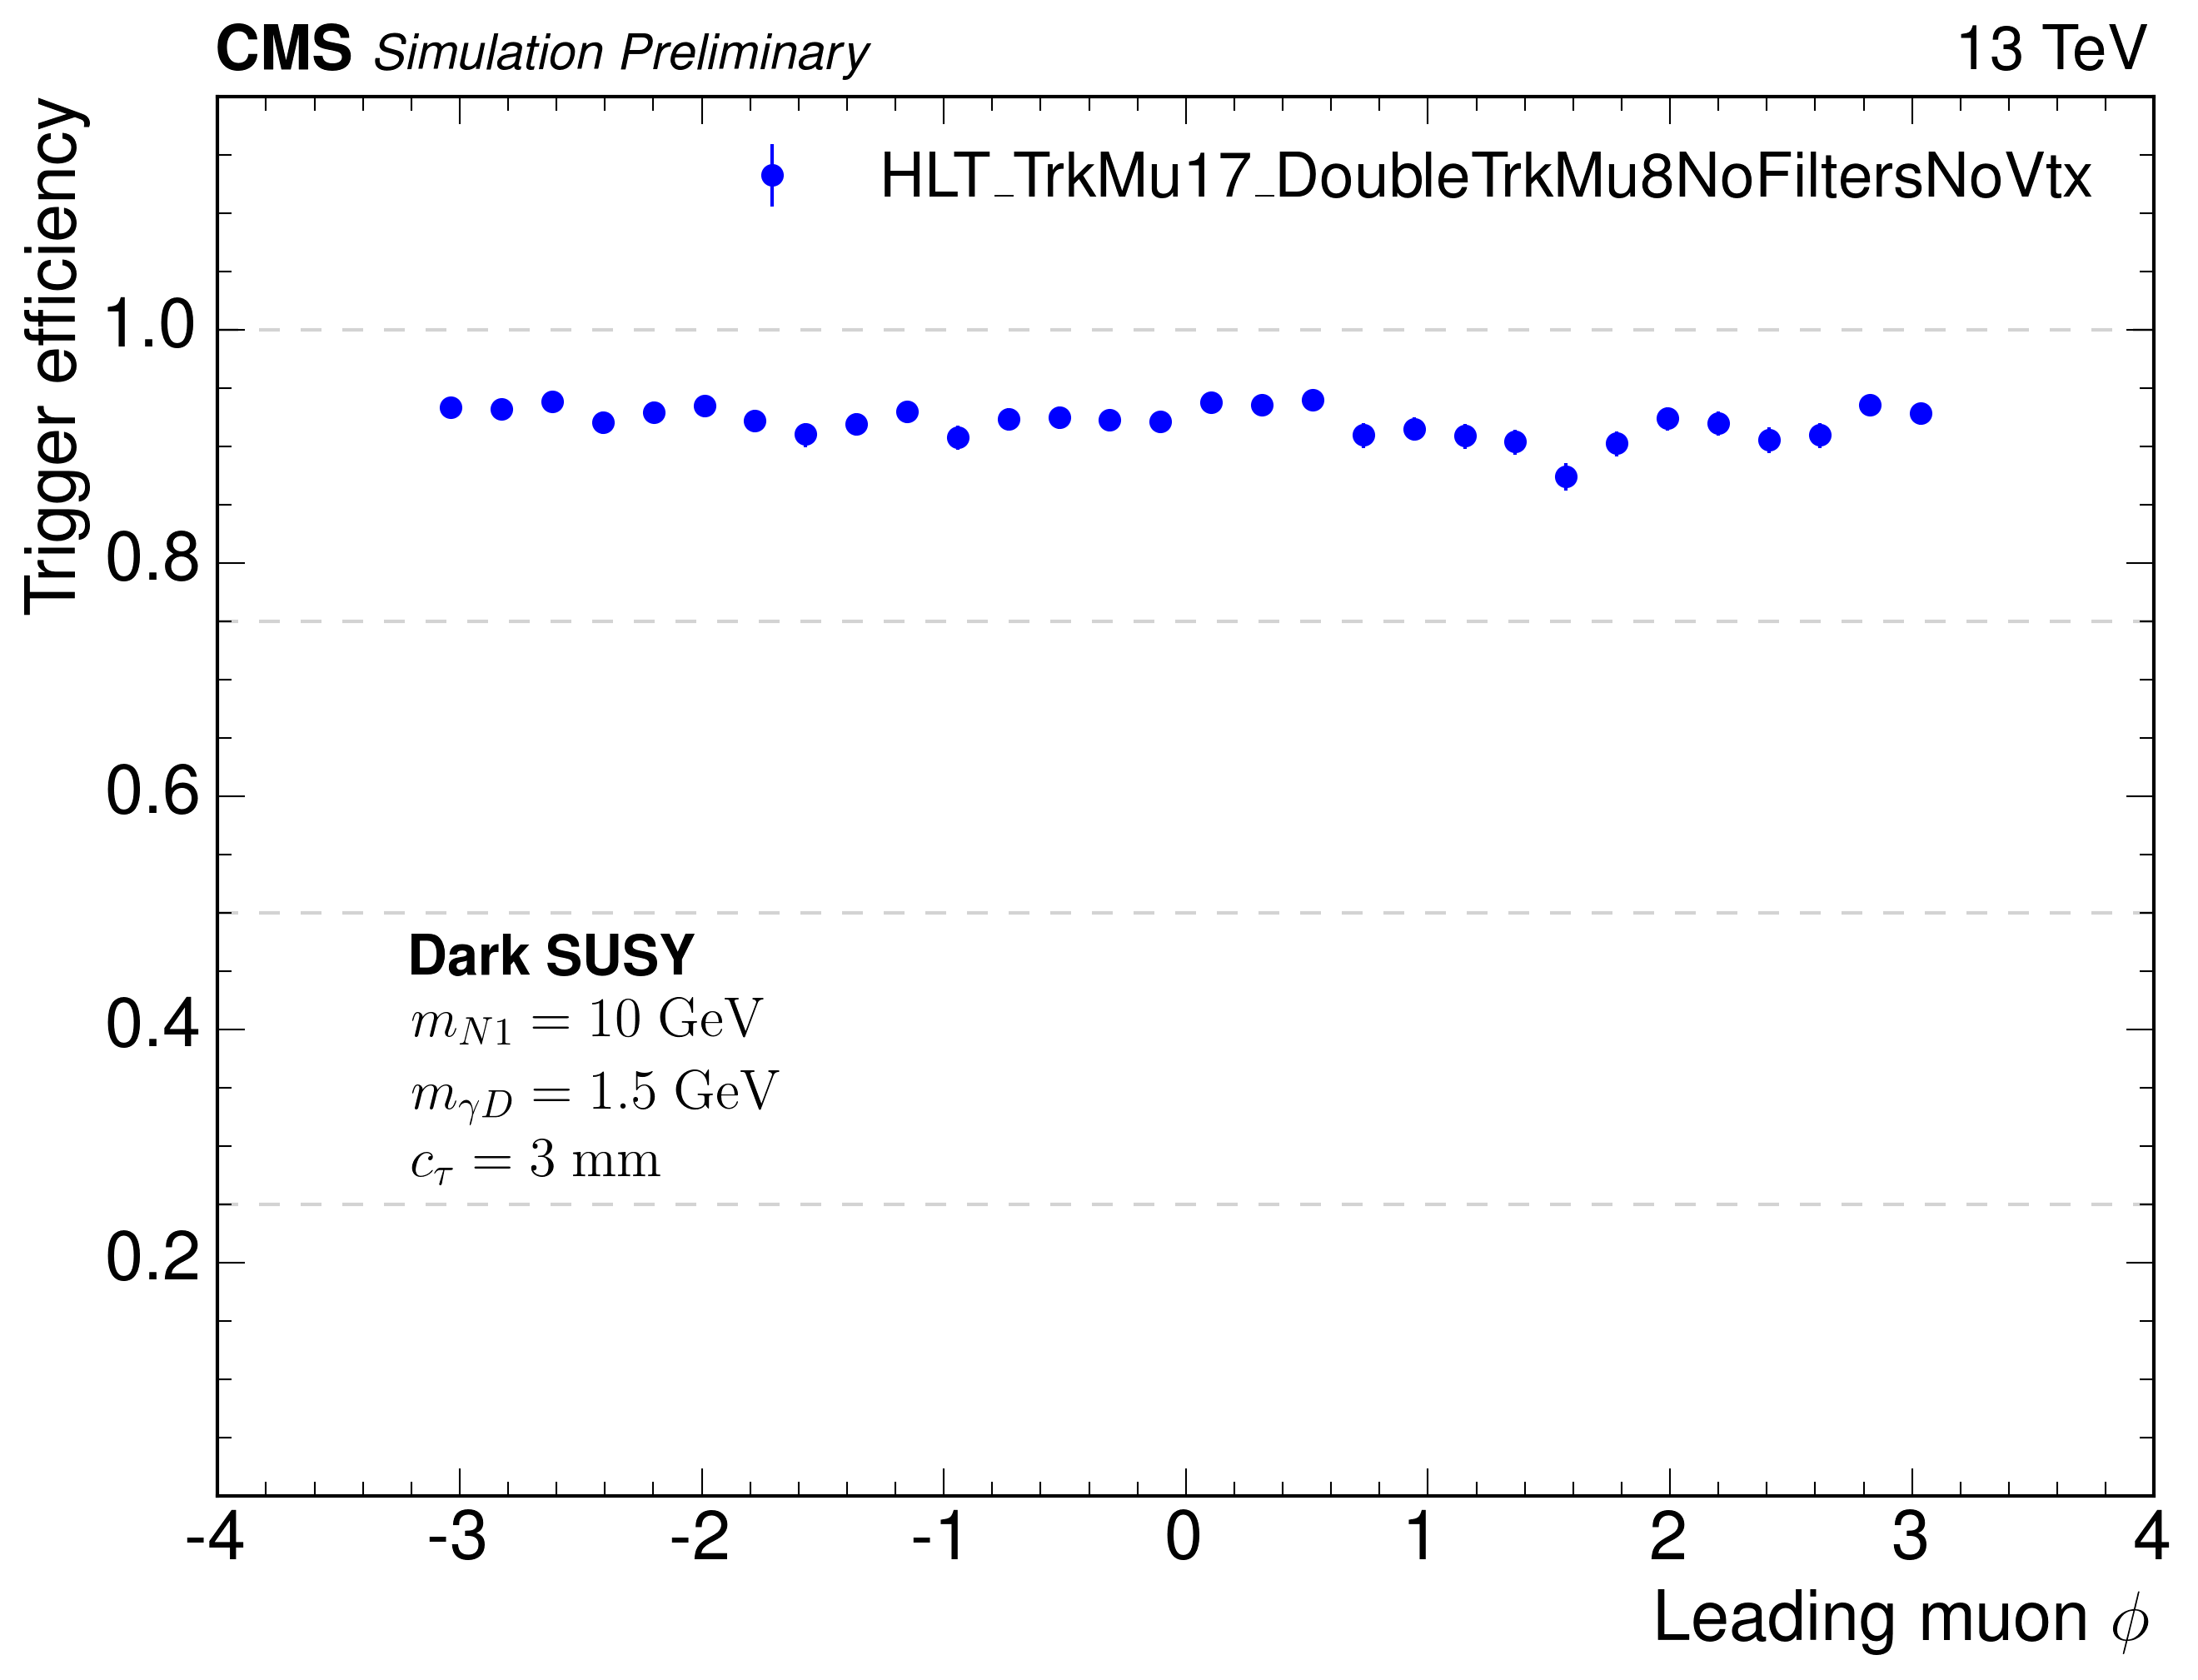 CMS Simulation Preliminary 13 TeV
Trigger efficiency
HLT_TrkMu17_DoubleTrkMu8NoFiltersNoVtx
1.0
0.8
0.6
0.4
0.2
Dark SUSY
m_{N1} = 10 GeV
m_{γD} = 1.5 GeV
c_τ = 3 mm
-4 -3 -2 -1 0 1 2 3 4
Leading muon ϕ